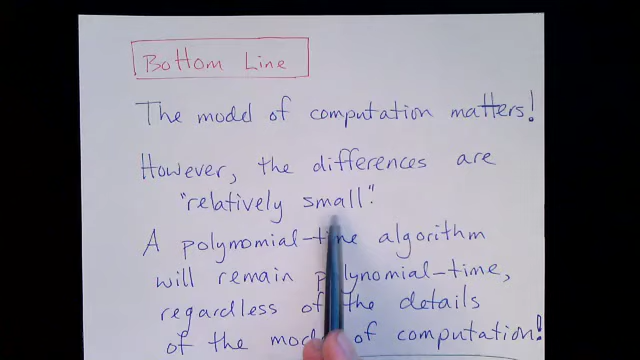 Bottom Line
The model of computation matters!
However, the differences are
"relatively small".
A polynomial-time algorithm
will remain polynomial-time,
regardless of the details
of the model of computation!